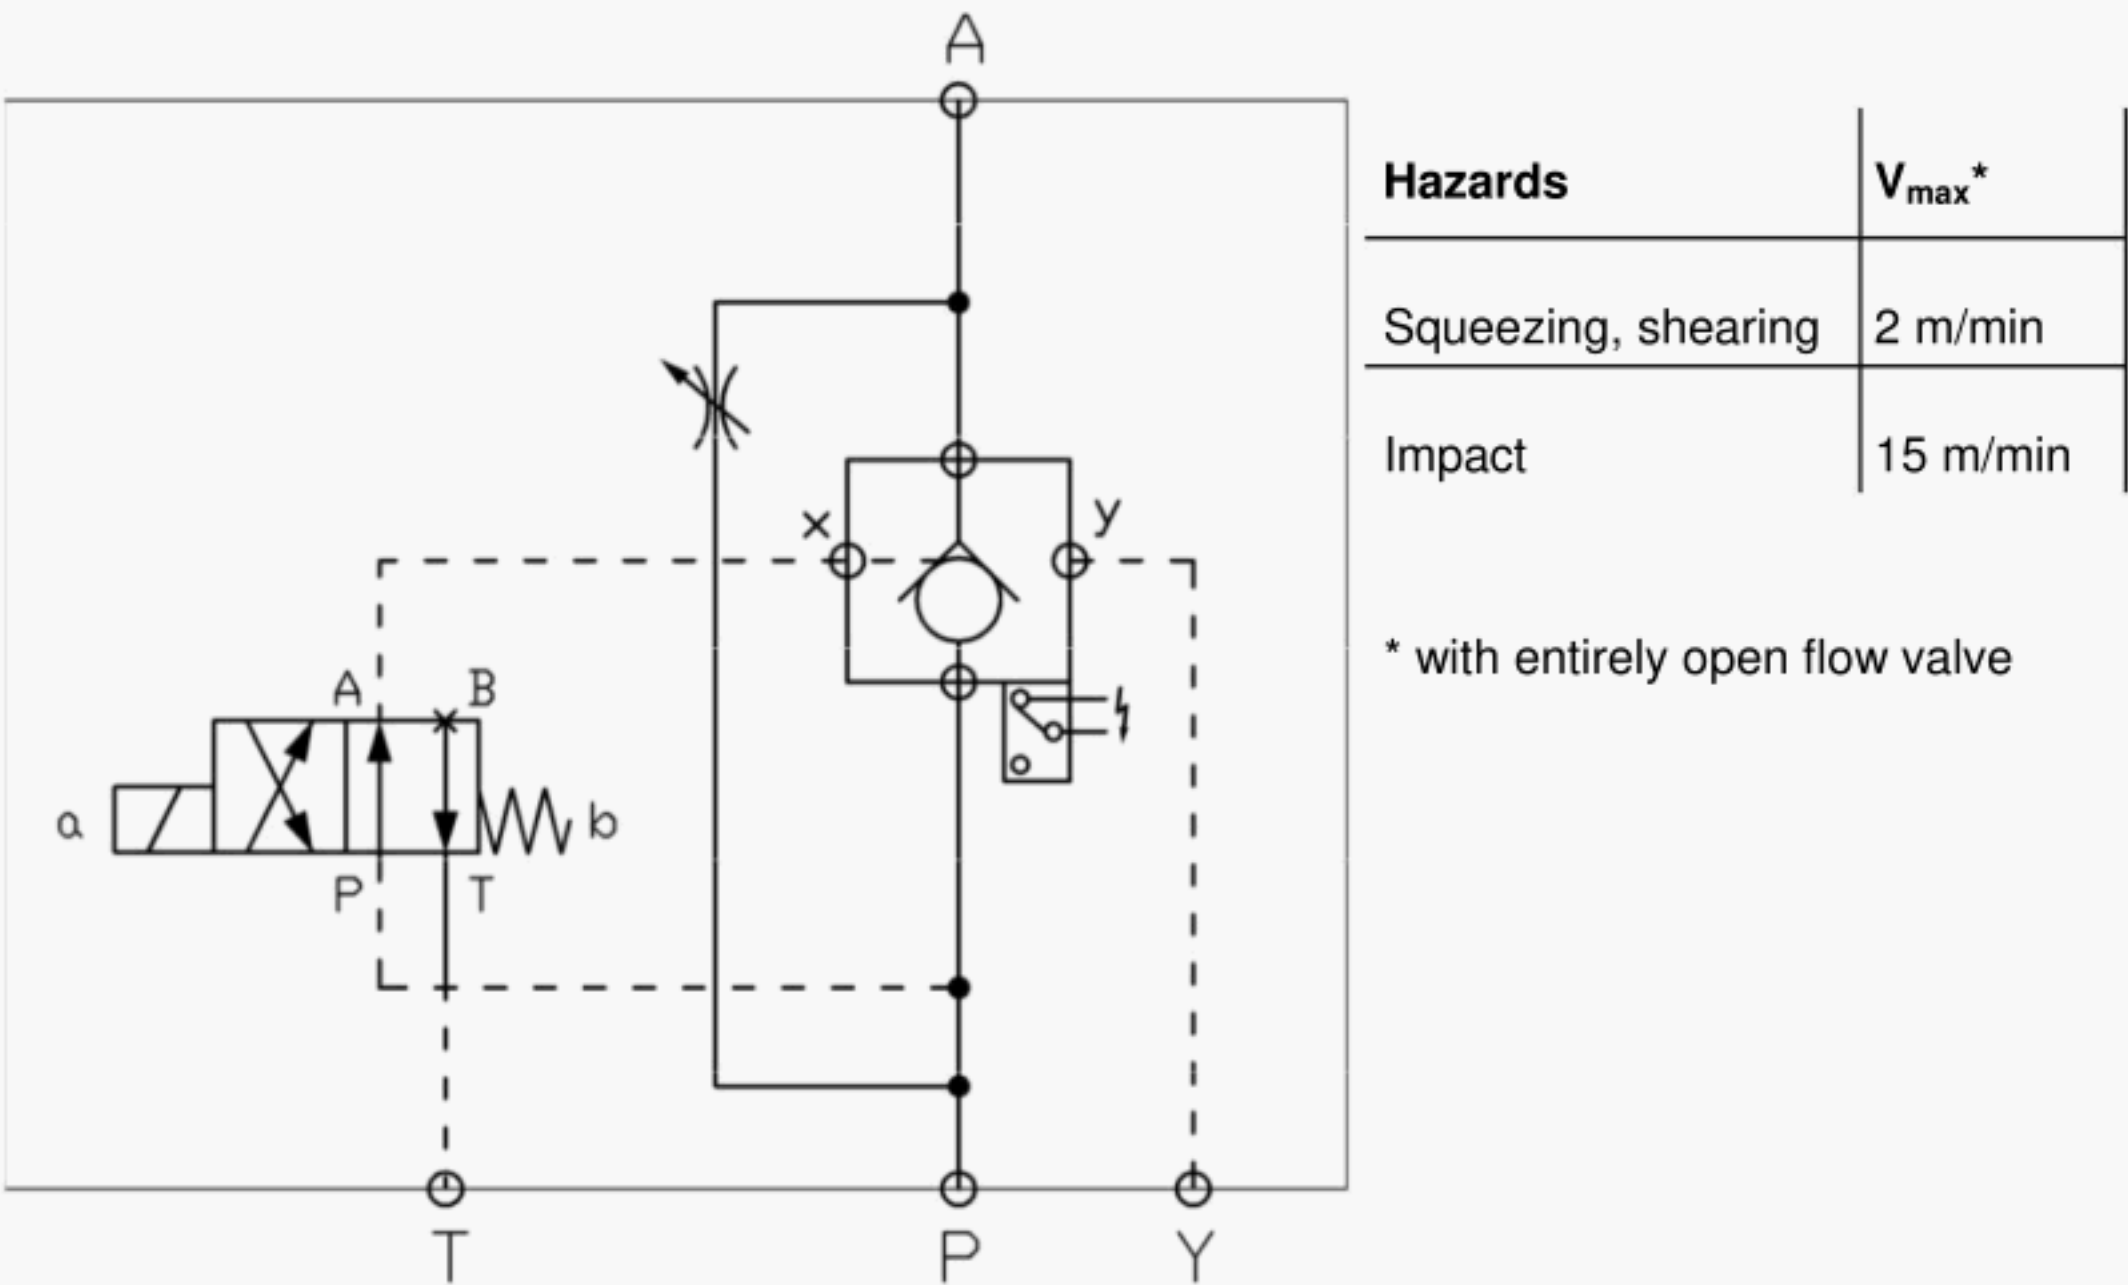 A
Hazards Vmax*
Squeezing, shearing 2 m/min
Impact 15 m/min
x y
* with entirely open flow valve
A B
a b
P T
T P Y